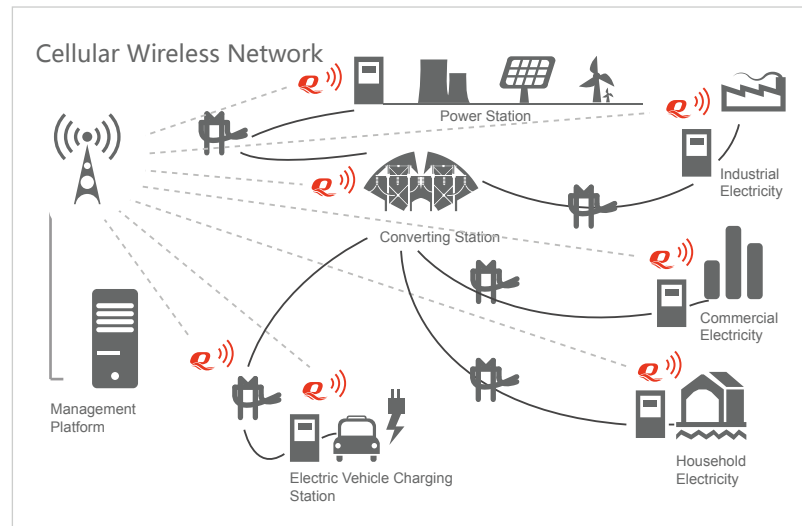 Cellular Wireless Network
Power Station
Industrial
Electricity
Converting Station
Commercial
Electricity
Management
Platform
Electric Vehicle Charging
Station
Household
Electricity